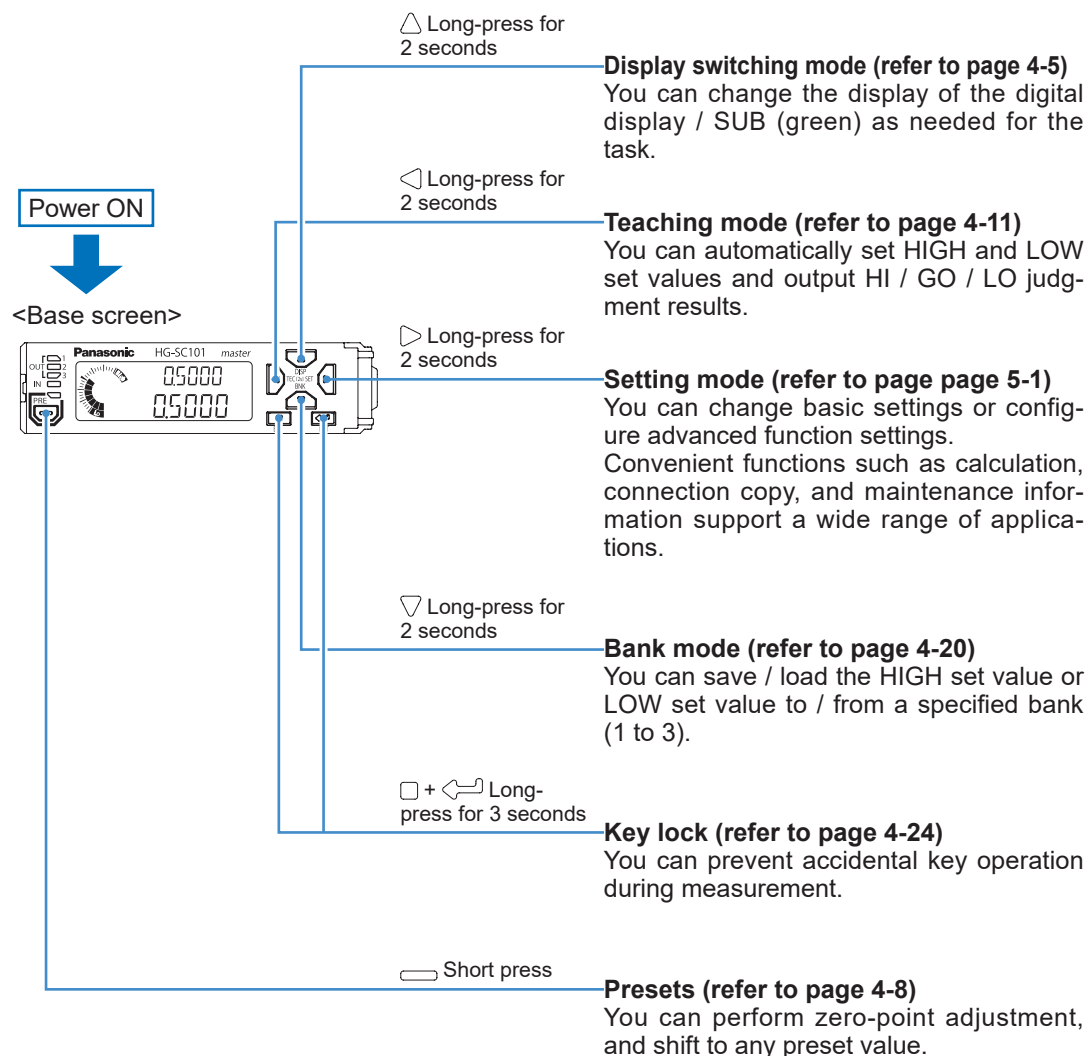 Long-press for
2 seconds
Display switching mode (refer to page 4-5)
You can change the display of the digital
display / SUB (green) as needed for the
task.
Long-press for
2 seconds
Power ON
Teaching mode (refer to page 4-11)
You can automatically set HIGH and LOW
set values and output HI / GO / LO judg-
ment results.
<Base screen>
Long-press for
2 seconds
Panasonic HG-SC101 master
OUT 1
2
3
IN
PRE
0.5000
0.5000
DISP
TEC SET
BNK
Setting mode (refer to page page 5-1)
You can change basic settings or config-
ure advanced function settings.
Convenient functions such as calculation,
connection copy, and maintenance infor-
mation support a wide range of applica-
tions.
Long-press for
2 seconds
Bank mode (refer to page 4-20)
You can save / load the HIGH set value or
LOW set value to / from a specified bank
(1 to 3).
+ Long-
press for 3 seconds
Key lock (refer to page 4-24)
You can prevent accidental key operation
during measurement.
Short press
Presets (refer to page 4-8)
You can perform zero-point adjustment,
and shift to any preset value.